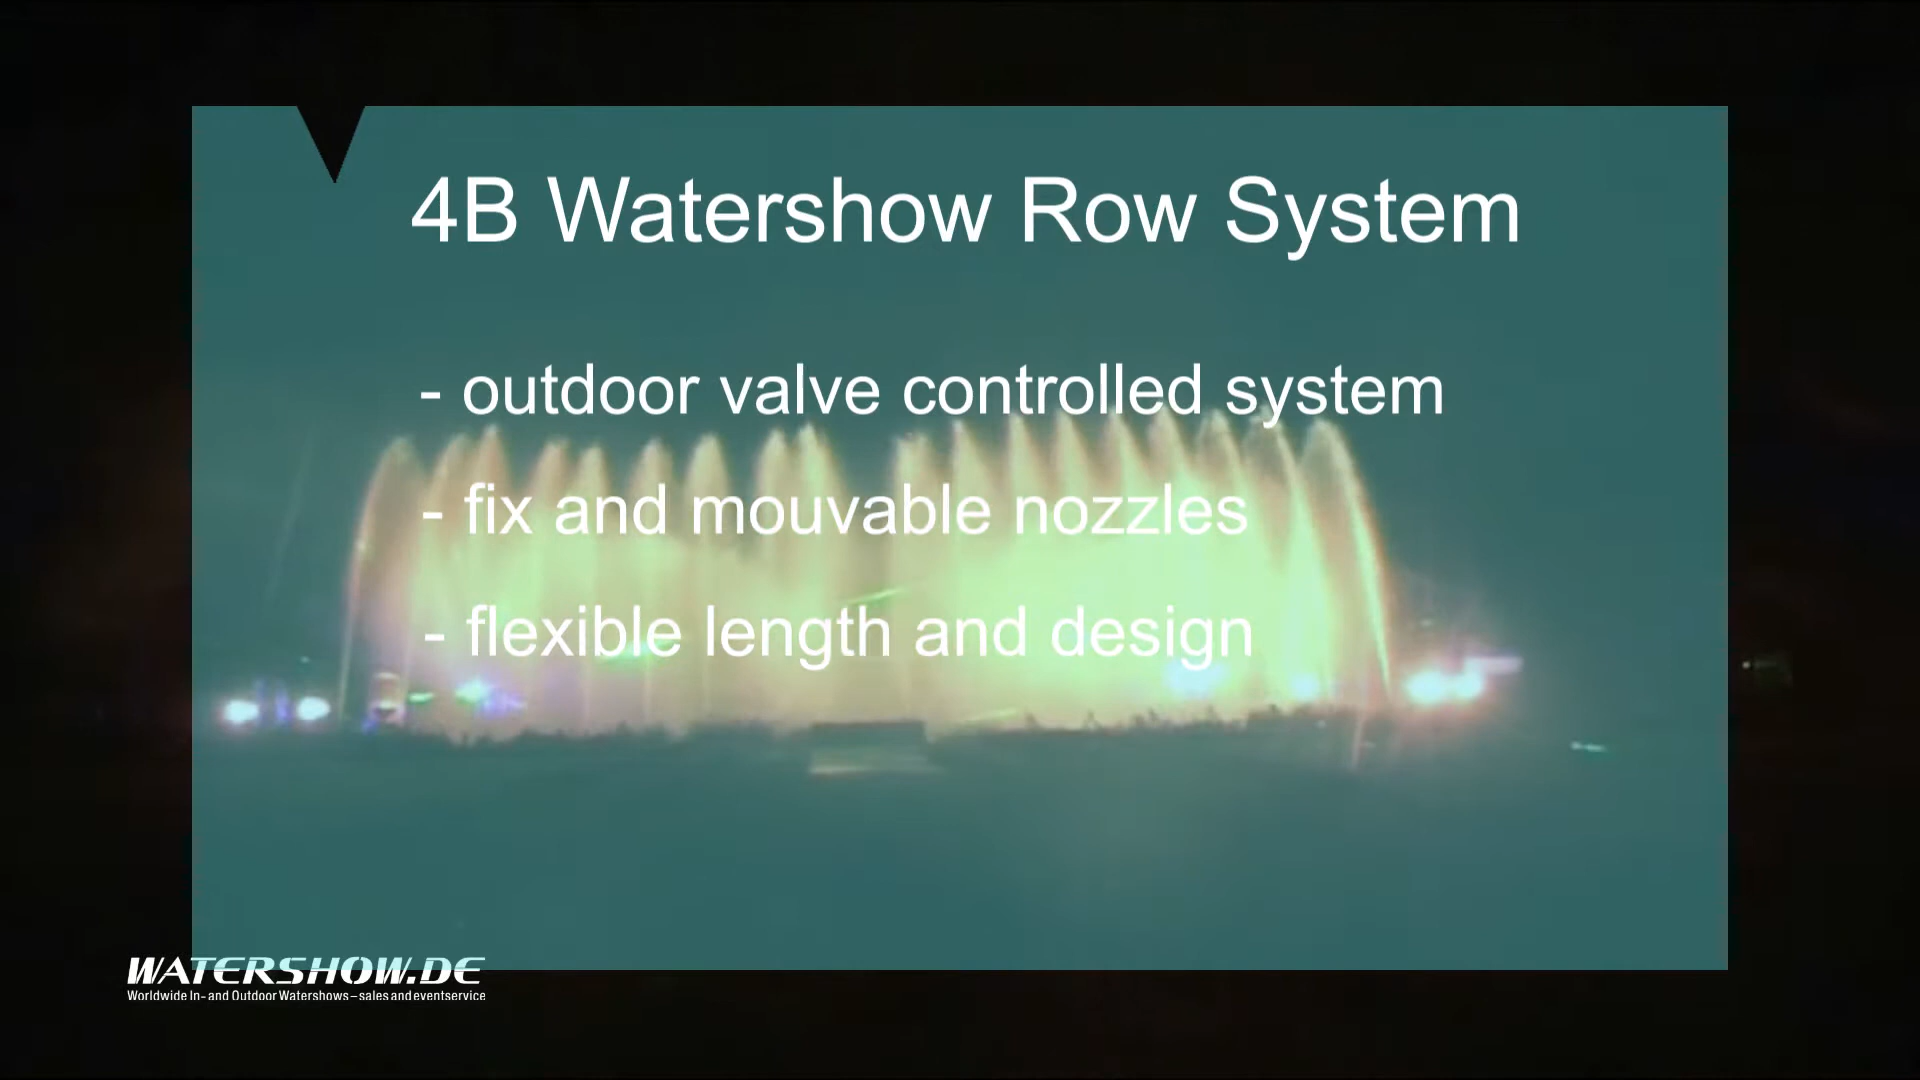 4B Watershow Row System
- outdoor valve controlled system
- fix and mouvable nozzles
- flexible length and design
WATERSHOW.DE
Worldwide In- and Outdoor Watershows – sales and eventservice